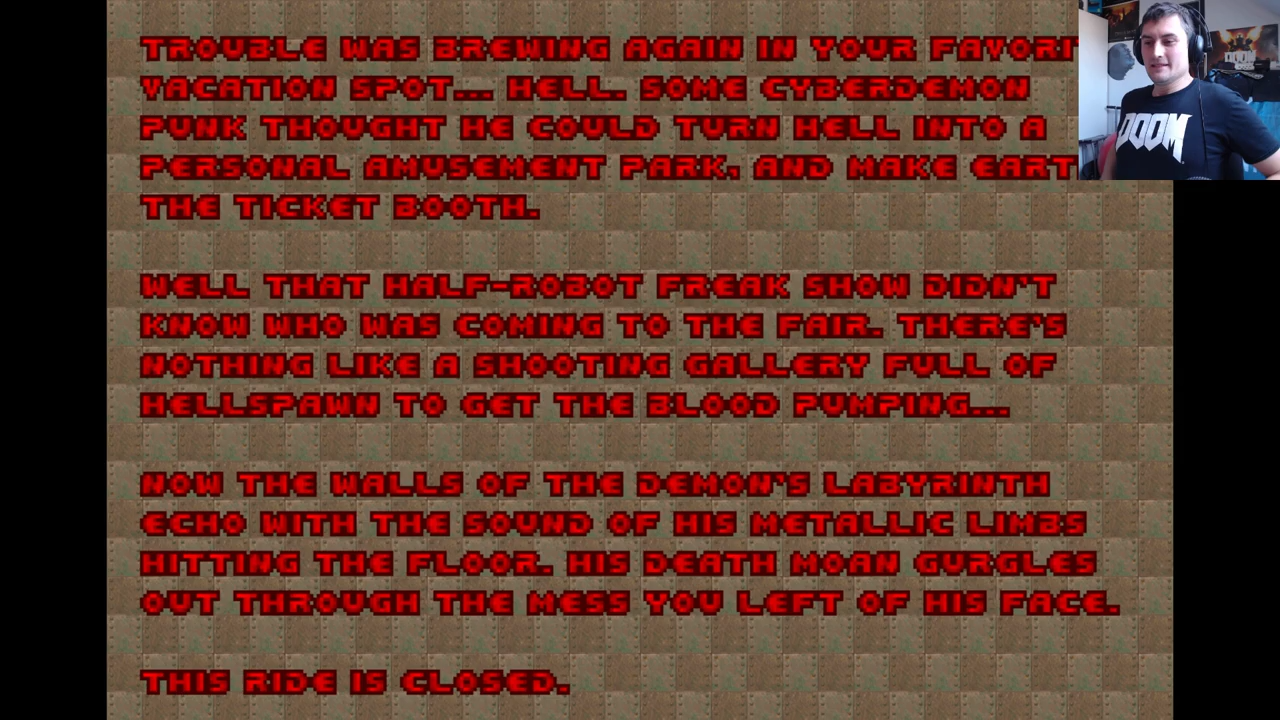 TROUBLE WAS BREWING AGAIN IN YOUR FAVORI
VACATION SPOT... HELL. SOME CYBERDEMON
PUNK THOUGHT HE COULD TURN HELL INTO A
PERSONAL AMUSEMENT PARK, AND MAKE EART
THE TICKET BOOTH.
WELL THAT HALF-ROBOT FREAK SHOW DIDN'T
KNOW WHO WAS COMING TO THE FAIR. THERE'S
NOTHING LIKE A SHOOTING GALLERY FULL OF
HELLSPAWN TO GET THE BLOOD PUMPING...
NOW THE WALLS OF THE DEMON'S LABYRINTH
ECHO WITH THE SOUND OF HIS METALLIC LIMBS
HITTING THE FLOOR. HIS DEATH MOAN GURGLES
OUT THROUGH THE MESS YOU LEFT OF HIS FACE.
THIS RIDE IS CLOSED.
DOOM
DOOM